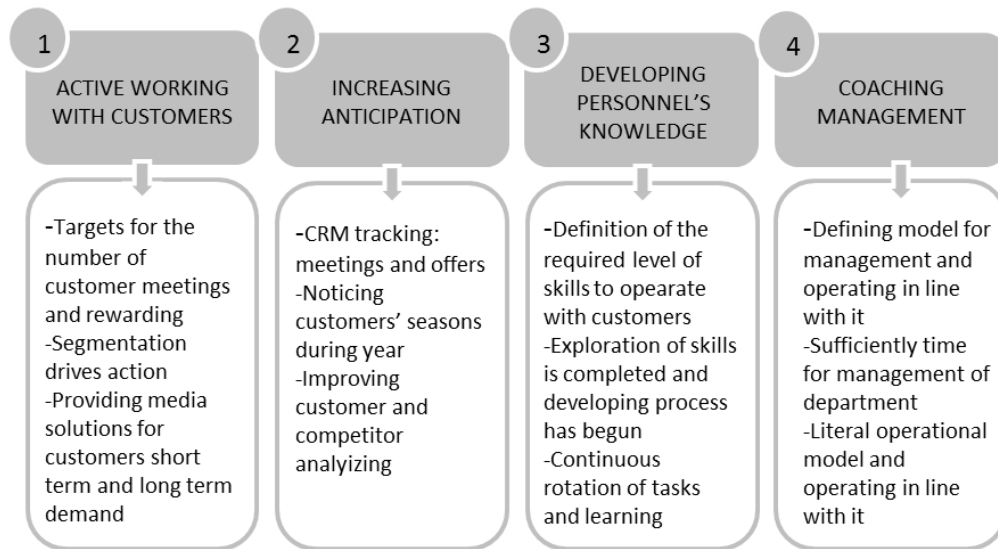 1
ACTIVE WORKING
WITH CUSTOMERS
-Targets for the
number of
customer meetings
and rewarding
-Segmentation
drives action
-Providing media
solutions for
customers short
term and long term
demand
2
INCREASING
ANTICIPATION
-CRM tracking:
meetings and offers
-Noticing
customers’ seasons
during year
-Improving
customer and
competitor
analyizing
3
DEVELOPING
PERSONNEL’S
KNOWLEDGE
-Definition of the
required level of
skills to opearate
with customers
-Exploration of skills
is completed and
developing process
has begun
-Continuous
rotation of tasks
and learning
4
COACHING
MANAGEMENT
-Defining model for
management and
operating in line
with it
-Sufficiently time
for management of
department
-Literal operational
model and
operating in line
with it